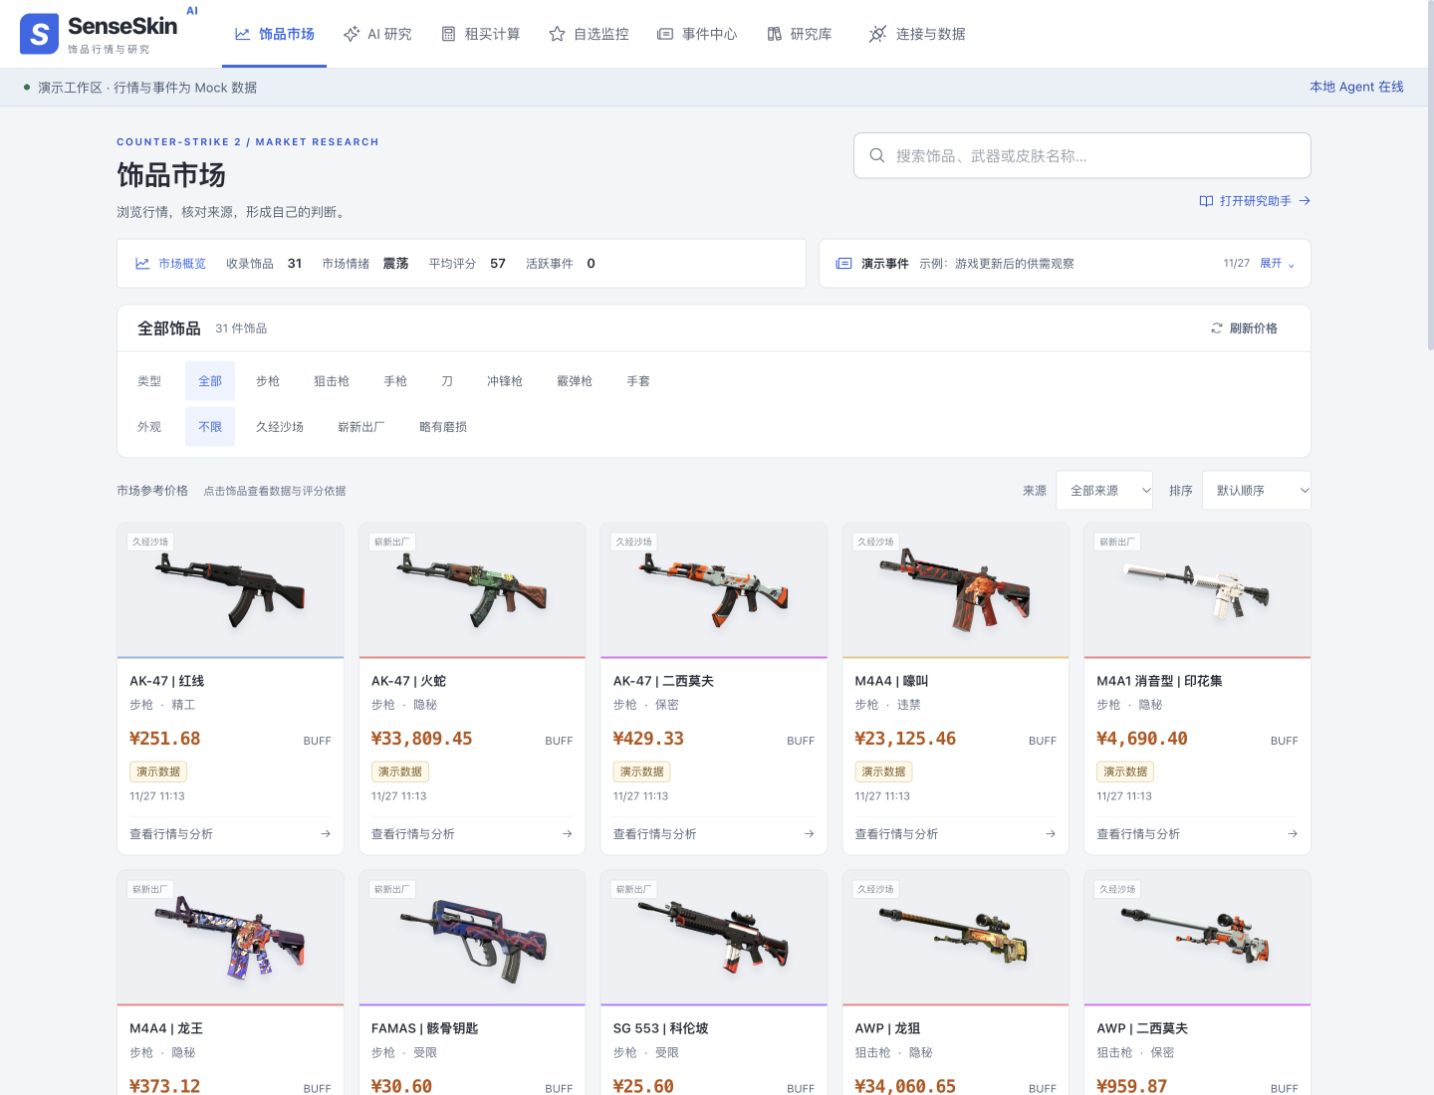 S SenseSkin AI
饰品行情与研究
饰品市场 AI 研究 租买计算 自选监控 事件中心 研究库 连接与数据
演示工作区 · 行情与事件为 Mock 数据 本地 Agent 在线
COUNTER-STRIKE 2 / MARKET RESEARCH
饰品市场
浏览行情，核对来源，形成自己的判断。
搜索饰品、武器或皮肤名称...
打开研究助手
市场概览 收录饰品 31 市场情绪 震荡 平均评分 57 活跃事件 0
演示事件 示例：游戏更新后的供需观察 11/27 展开
全部饰品 31 件饰品 刷新价格
类型 全部 步枪 狙击枪 手枪 刀 冲锋枪 霰弹枪 手套
外观 不限 久经沙场 崭新出厂 略有磨损
市场参考价格 点击饰品查看数据与评分依据 来源 全部来源 排序 默认顺序
久经沙场 崭新出厂 久经沙场 久经沙场 崭新出厂
AK-47 | 红线 AK-47 | 火蛇 AK-47 | 二西莫夫 M4A4 | 嚎叫 M4A1 消音型 | 印花集
步枪 · 精工 步枪 · 隐秘 步枪 · 保密 步枪 · 违禁 步枪 · 隐秘
¥251.68 BUFF ¥33,809.45 BUFF ¥429.33 BUFF ¥23,125.46 BUFF ¥4,690.40 BUFF
演示数据 演示数据 演示数据 演示数据 演示数据
11/27 11:13 11/27 11:13 11/27 11:13 11/27 11:13 11/27 11:13
查看行情与分析 查看行情与分析 查看行情与分析 查看行情与分析 查看行情与分析
崭新出厂 崭新出厂 崭新出厂 久经沙场 久经沙场
M4A4 | 龙王 FAMAS | 骸骨钥匙 SG 553 | 科伦坡 AWP | 龙狙 AWP | 二西莫夫
步枪 · 隐秘 步枪 · 受限 步枪 · 受限 狙击枪 · 隐秘 狙击枪 · 保密
¥373.12 BUFF ¥30.60 BUFF ¥25.60 BUFF ¥34,060.65 BUFF ¥959.87 BUFF